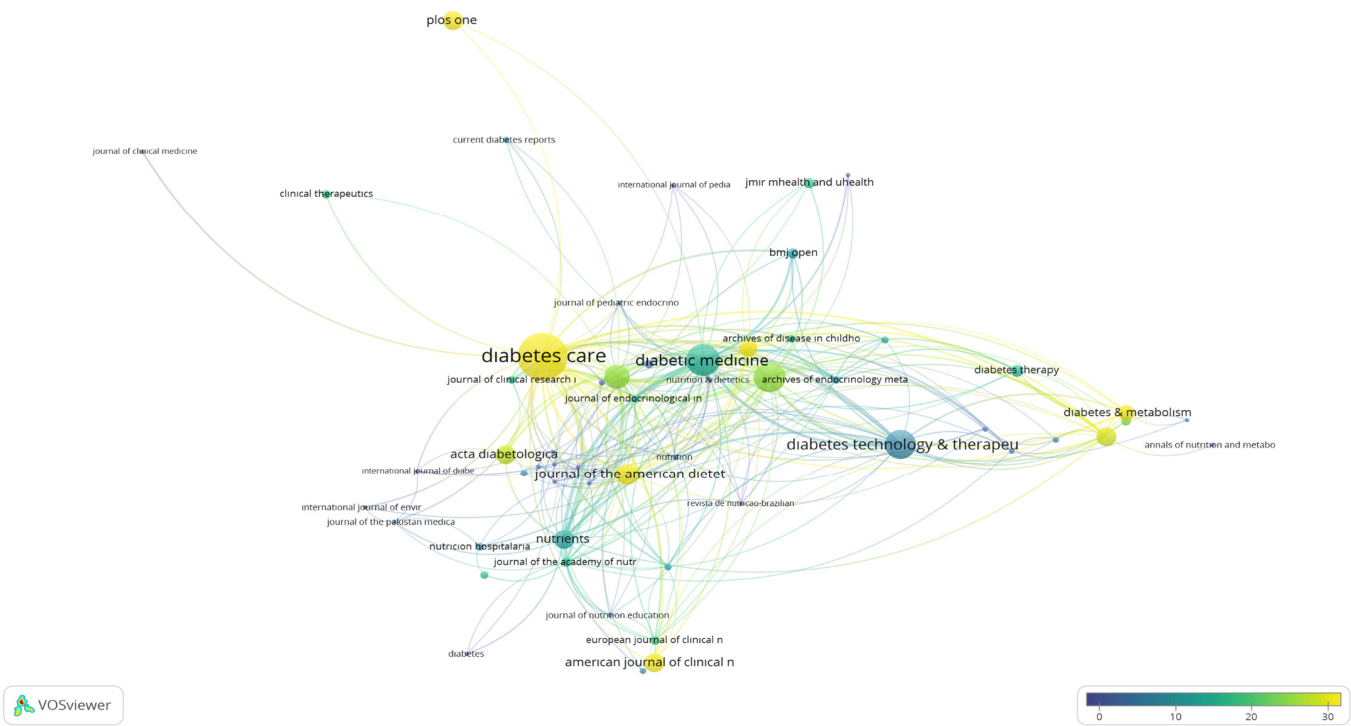 plos one
current diabetes reports
journal of clinical medicine
international journal of pedia
jmir mhealth and uhealth
clinical therapeutics
bmj open
journal of pediatric endocrino
archives of disease in childho
diabetes care
diabetic medicine
diabetes therapy
journal of clinical research i
nutrition & dietetics
archives of endocrinology meta
journal of endocrinological in
diabetes & metabolism
diabetes technology & therapeu
annals of nutrition and metabo
acta diabetologica
nutrition
international journal of diabe
journal of the american dietet
revista de nutricao-brazilian
international journal of envir
journal of the pakistan medica
nutrients
nutricion hospitalaria
journal of the academy of nutr
journal of nutrition education
european journal of clinical n
diabetes
american journal of clinical n
VOSviewer
0 10 20 30